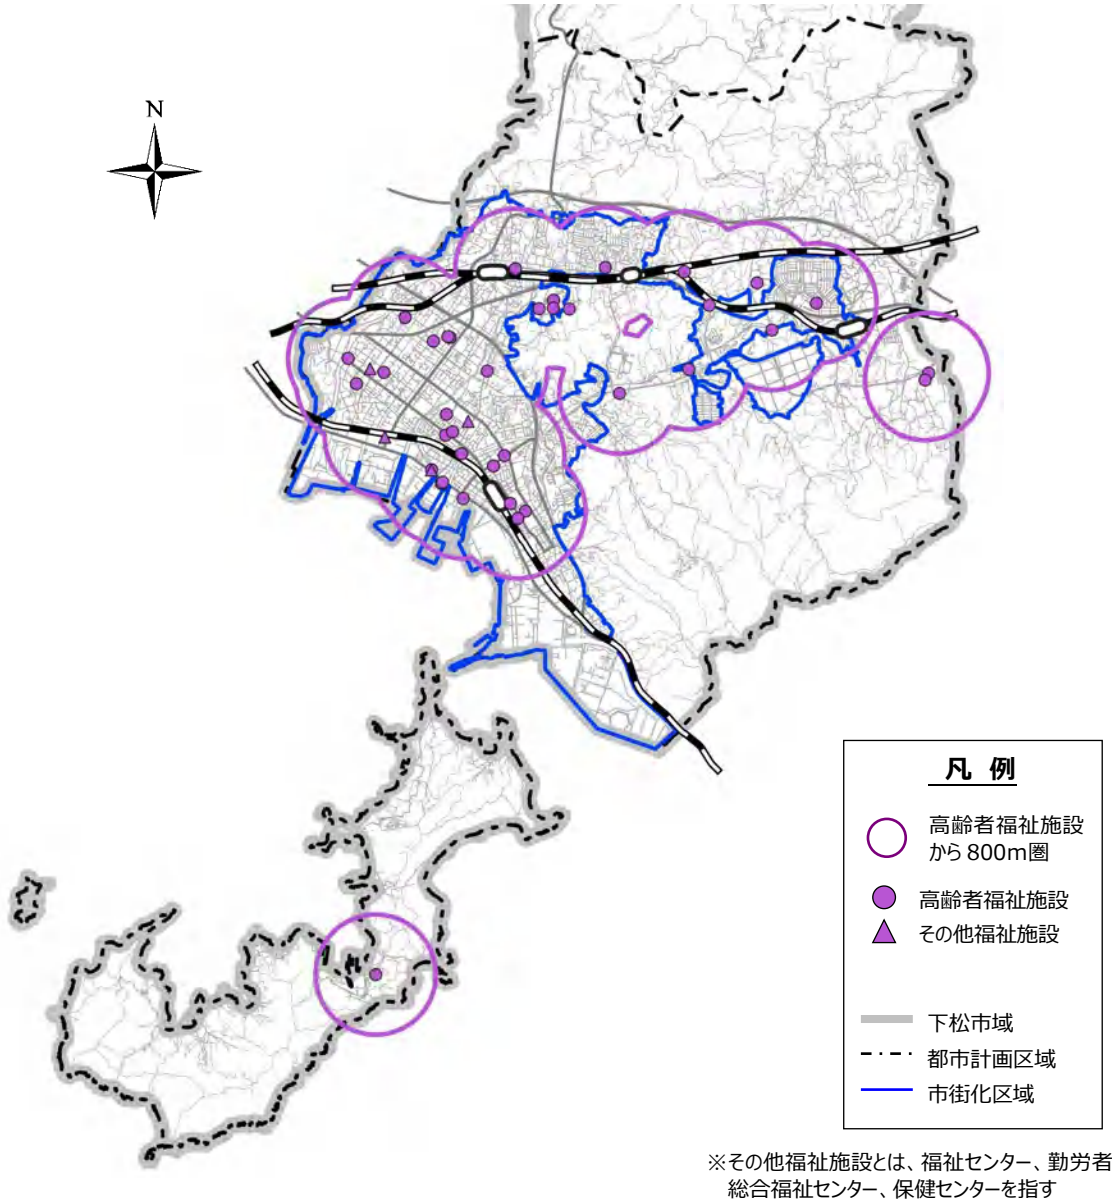 N
凡 例
高齢者福祉施設
から 800m圏
高齢者福祉施設
その他福祉施設
下松市域
都市計画区域
市街化区域
※その他福祉施設とは、福祉センター、勤労者
総合福祉センター、保健センターを指す